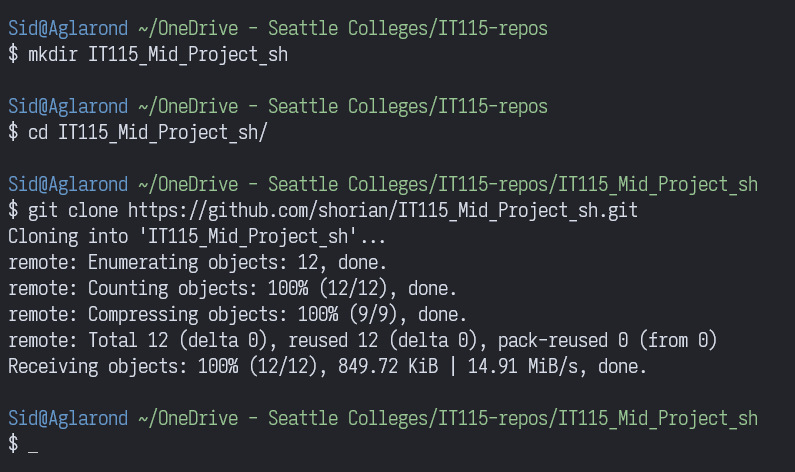 Sid@Aglarond ~/OneDrive - Seattle Colleges/IT115-repos
$ mkdir IT115_Mid_Project_sh
Sid@Aglarond ~/OneDrive - Seattle Colleges/IT115-repos
$ cd IT115_Mid_Project_sh/
Sid@Aglarond ~/OneDrive - Seattle Colleges/IT115-repos/IT115_Mid_Project_sh
$ git clone https://github.com/shorian/IT115_Mid_Project_sh.git
Cloning into 'IT115_Mid_Project_sh'...
remote: Enumerating objects: 12, done.
remote: Counting objects: 100% (12/12), done.
remote: Compressing objects: 100% (9/9), done.
remote: Total 12 (delta 0), reused 12 (delta 0), pack-reused 0 (from 0)
Receiving objects: 100% (12/12), 849.72 KiB | 14.91 MiB/s, done.
Sid@Aglarond ~/OneDrive - Seattle Colleges/IT115-repos/IT115_Mid_Project_sh
$ _